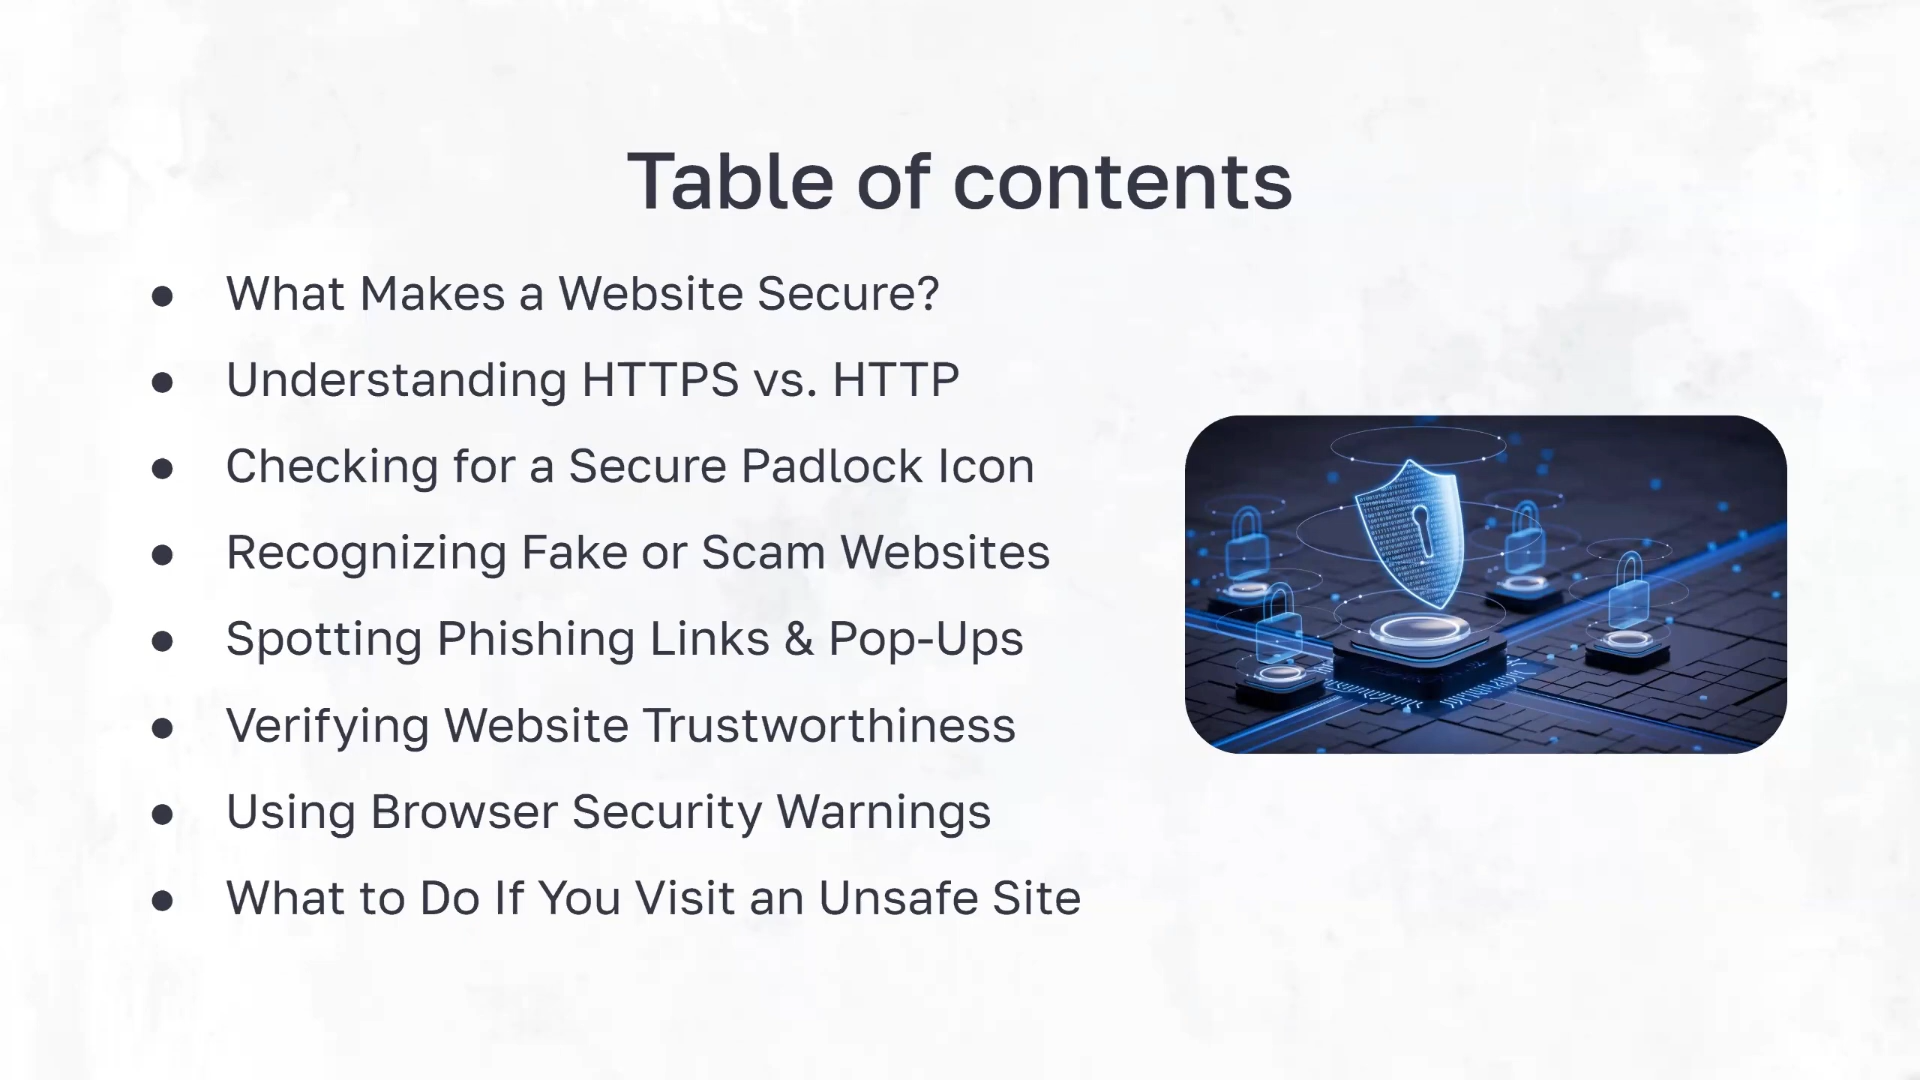 Table of contents
● What Makes a Website Secure?
● Understanding HTTPS vs. HTTP
● Checking for a Secure Padlock Icon
● Recognizing Fake or Scam Websites
● Spotting Phishing Links & Pop-Ups
● Verifying Website Trustworthiness
● Using Browser Security Warnings
● What to Do If You Visit an Unsafe Site